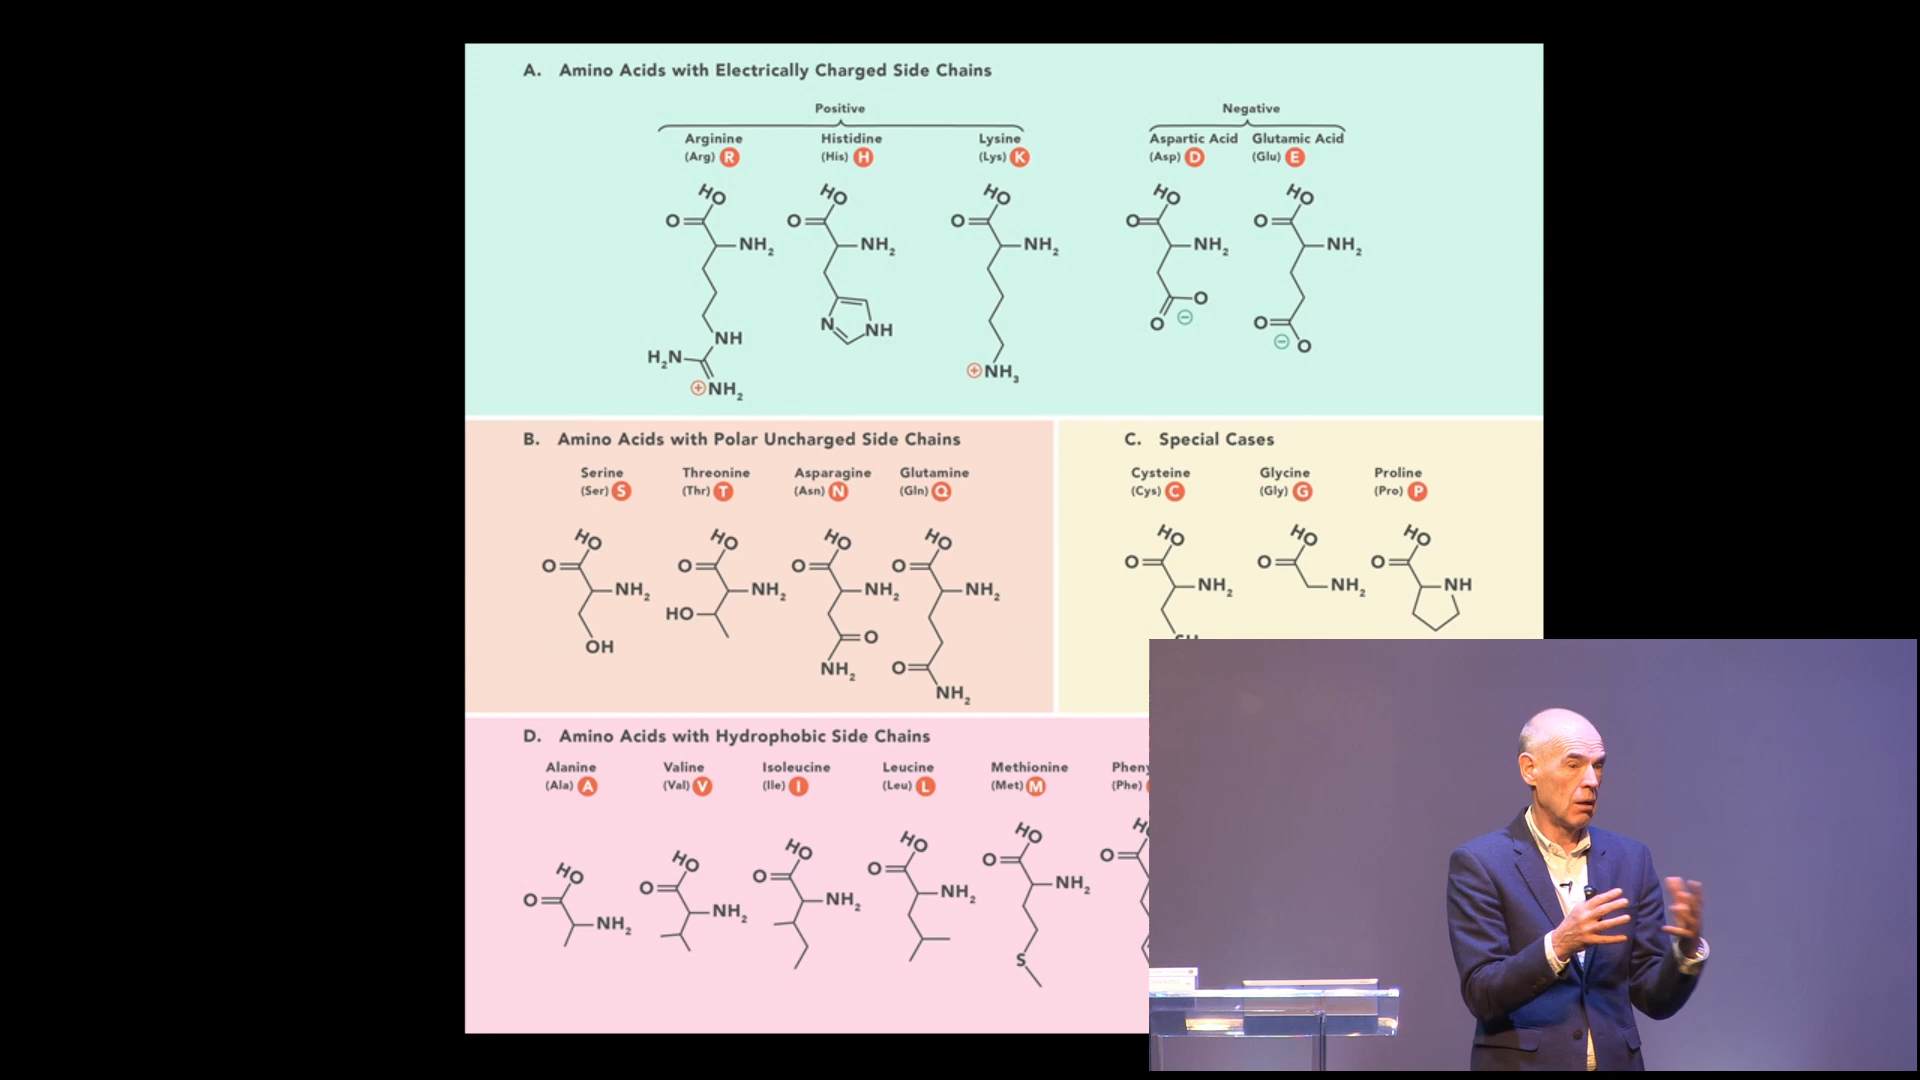 A. Amino Acids with Electrically Charged Side Chains
Positive
Negative
Arginine
(Arg) R
Histidine
(His) H
Lysine
(Lys) K
Aspartic Acid
(Asp) D
Glutamic Acid
(Glu) E
HO
O
NH2
NH
H2N
⊕NH2
HO
O
NH2
N
NH
HO
O
NH2
⊕NH3
HO
O
NH2
O
O
⊖
HO
O
NH2
O
⊖
O
B. Amino Acids with Polar Uncharged Side Chains
Serine
(Ser) S
Threonine
(Thr) T
Asparagine
(Asn) N
Glutamine
(Gln) Q
HO
O
NH2
OH
HO
O
NH2
HO
HO
O
NH2
O
NH2
HO
O
NH2
O
NH2
C. Special Cases
Cysteine
(Cys) C
Glycine
(Gly) G
Proline
(Pro) P
HO
O
NH2
HO
O
NH2
HO
O
NH
D. Amino Acids with Hydrophobic Side Chains
Alanine
(Ala) A
Valine
(Val) V
Isoleucine
(Ile) I
Leucine
(Leu) L
Methionine
(Met) M
Pheny
(Phe)
HO
O
NH2
HO
O
NH2
HO
O
NH2
HO
O
NH2
HO
O
NH2
S
H
O